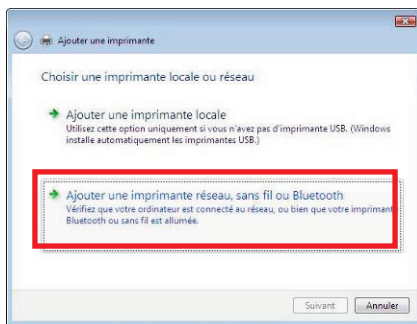 Ajouter une imprimante
Choisir une imprimante locale ou réseau
Ajouter une imprimante locale
Utilisez cette option uniquement si vous n'avez pas d'imprimante USB. (Windows
installe automatiquement les imprimantes USB.)
Ajouter une imprimante réseau, sans fil ou Bluetooth
Vérifiez que votre ordinateur est connecté au réseau, ou bien que votre imprimant
Bluetooth ou sans fil est allumée.
Suivant Annuler